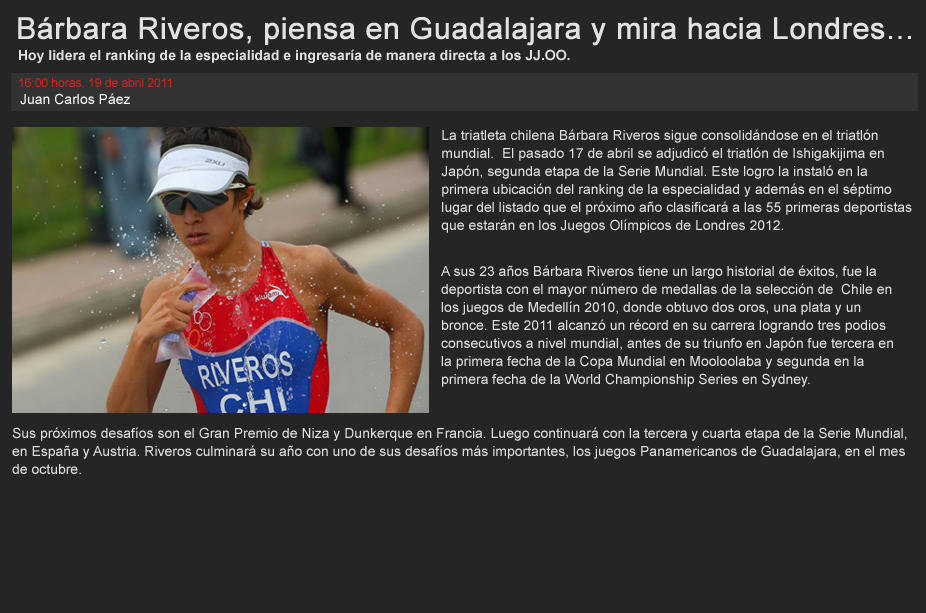 Bárbara Riveros, piensa en Guadalajara y mira hacia Londres...
Hoy lidera el ranking de la especialidad e ingresaría de manera directa a los JJ.OO.
16:00 horas, 19 de abril 2011
Juan Carlos Páez
2XU
kiwami
RIVEROS
CHI
La triatleta chilena Bárbara Riveros sigue consolidándose en el triatlón
mundial.  El pasado 17 de abril se adjudicó el triatlón de Ishigakijima en
Japón, segunda etapa de la Serie Mundial. Este logro la instaló en la
primera ubicación del ranking de la especialidad y además en el séptimo
lugar del listado que el próximo año clasificará a las 55 primeras deportistas
que estarán en los Juegos Olímpicos de Londres 2012.
A sus 23 años Bárbara Riveros tiene un largo historial de éxitos, fue la
deportista con el mayor número de medallas de la selección de  Chile en
los juegos de Medellín 2010, donde obtuvo dos oros, una plata y un
bronce. Este 2011 alcanzó un récord en su carrera logrando tres podios
consecutivos a nivel mundial, antes de su triunfo en Japón fue tercera en
la primera fecha de la Copa Mundial en Mooloolaba y segunda en la
primera fecha de la World Championship Series en Sydney.
Sus próximos desafíos son el Gran Premio de Niza y Dunkerque en Francia. Luego continuará con la tercera y cuarta etapa de la Serie Mundial,
en España y Austria. Riveros culminará su año con uno de sus desafíos más importantes, los juegos Panamericanos de Guadalajara, en el mes
de octubre.